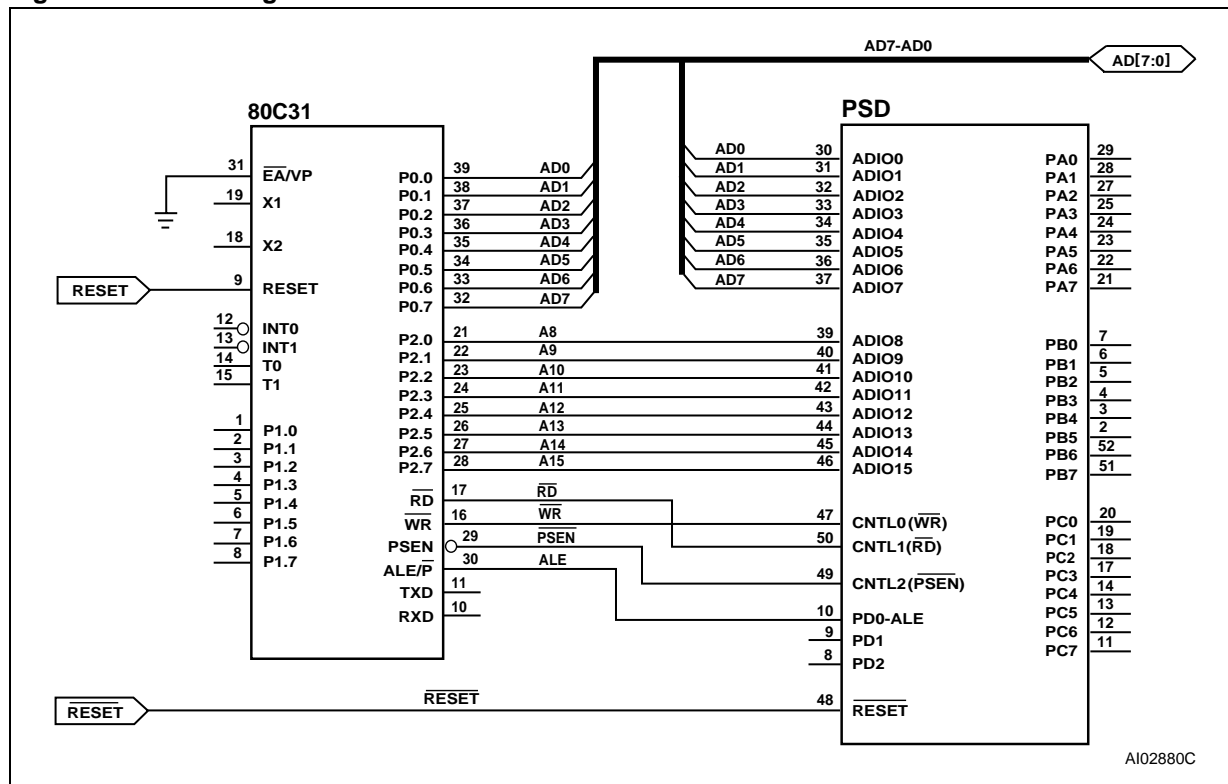 AD7-AD0
AD[7:0]
80C31
PSD
31 EA/VP
19 X1
18 X2
RESET 9 RESET
12 INT0
13 INT1
14 T0
15 T1
1 P1.0
2 P1.1
3 P1.2
4 P1.3
5 P1.4
6 P1.5
7 P1.6
8 P1.7
P0.0 39 AD0
P0.1 38 AD1
P0.2 37 AD2
P0.3 36 AD3
P0.4 35 AD4
P0.5 34 AD5
P0.6 33 AD6
P0.7 32 AD7
P2.0 21 A8
P2.1 22 A9
P2.2 23 A10
P2.3 24 A11
P2.4 25 A12
P2.5 26 A13
P2.6 27 A14
P2.7 28 A15
RD 17 RD
WR 16 WR
PSEN 29 PSEN
ALE/P 30 ALE
TXD 11
RXD 10
AD0 30 ADIO0
AD1 31 ADIO1
AD2 32 ADIO2
AD3 33 ADIO3
AD4 34 ADIO4
AD5 35 ADIO5
AD6 36 ADIO6
AD7 37 ADIO7
39 ADIO8
40 ADIO9
41 ADIO10
42 ADIO11
43 ADIO12
44 ADIO13
45 ADIO14
46 ADIO15
47 CNTL0(WR)
50 CNTL1(RD)
49 CNTL2(PSEN)
10 PD0-ALE
9 PD1
8 PD2
48 RESET
PA0 29
PA1 28
PA2 27
PA3 25
PA4 24
PA5 23
PA6 22
PA7 21
PB0 7
PB1 6
PB2 5
PB3 4
PB4 3
PB5 2
PB6 52
PB7 51
PC0 20
PC1 19
PC2 18
PC3 17
PC4 14
PC5 13
PC6 12
PC7 11
RESET RESET
AI02880C